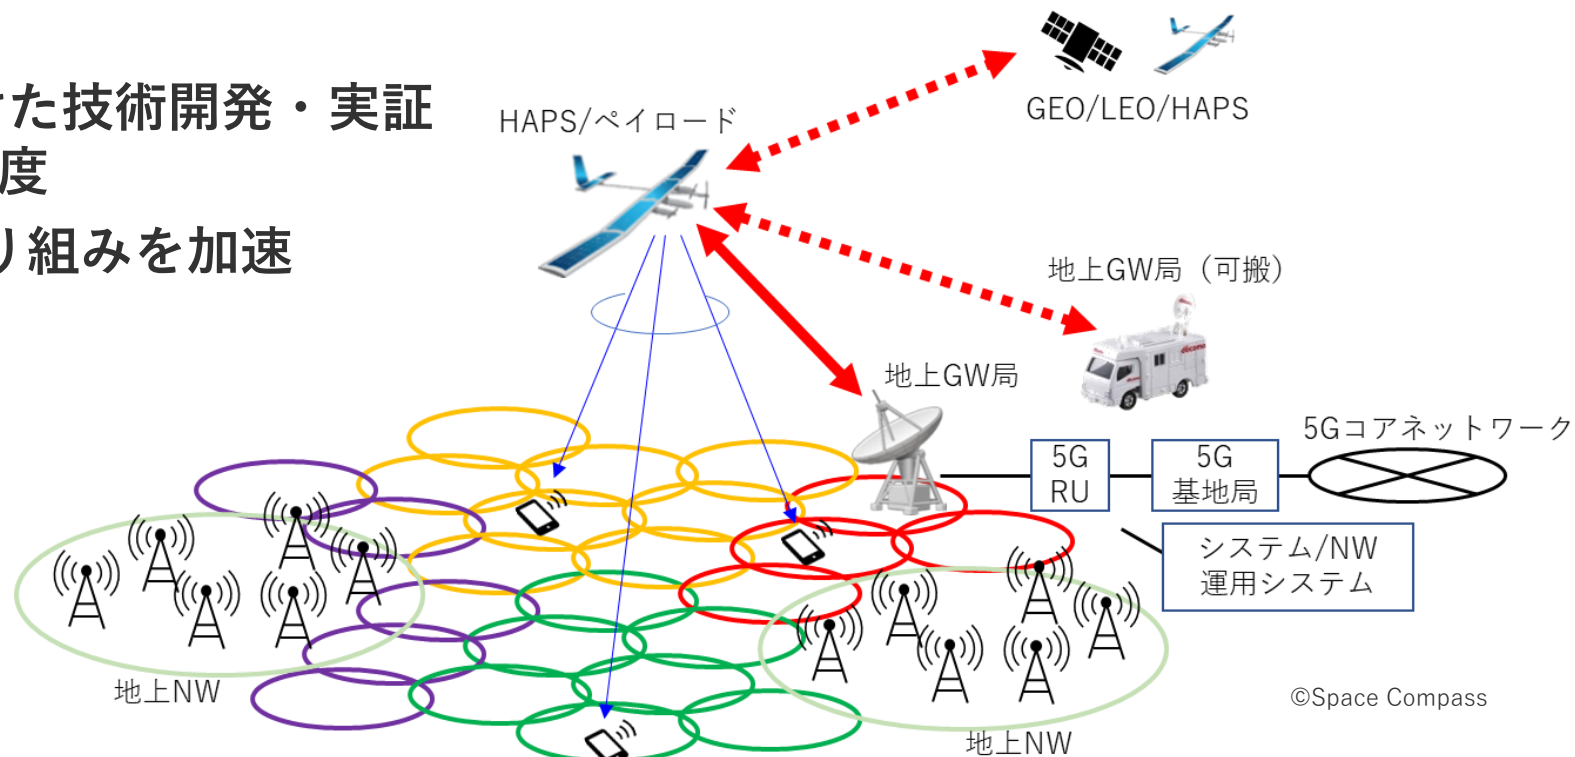 けた技術開発・実証
度
り組みを加速
HAPS/ペイロード
GEO/LEO/HAPS
地上GW局（可搬）
docomo
地上GW局
5Gコアネットワーク
5G
RU
5G
基地局
システム/NW
運用システム
地上NW
地上NW
©Space Compass